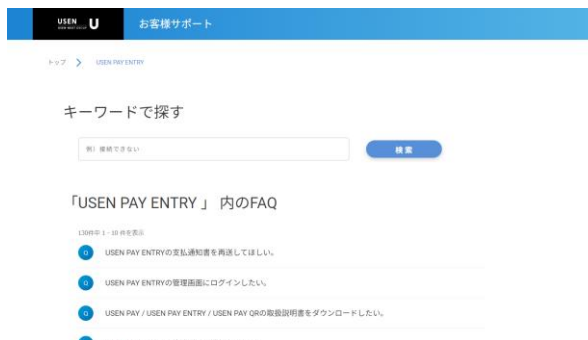 USEN U
お客様サポート
トップ > USEN PAY ENTRY
キーワードで探す
例）接続できない
検索
「USEN PAY ENTRY 」 内のFAQ
130件中 1 - 10 件を表示
Q USEN PAY ENTRYの支払通知書を再送してほしい。
Q USEN PAY ENTRYの管理画面にログインしたい。
Q USEN PAY / USEN PAY ENTRY / USEN PAY QRの取扱説明書をダウンロードしたい。